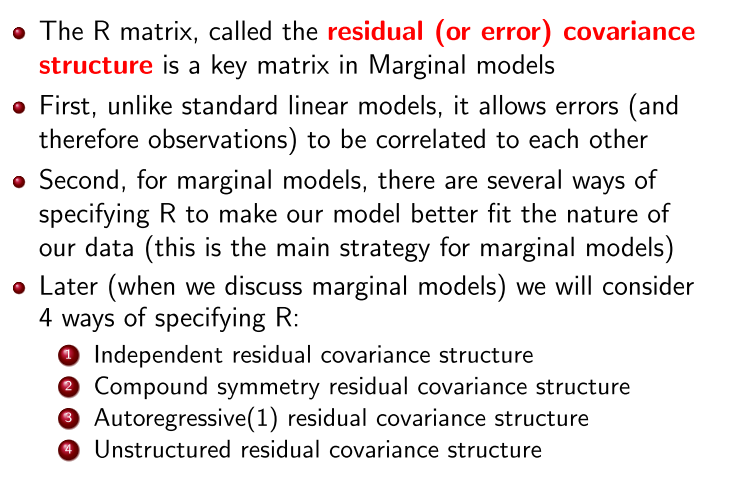 The R matrix, called the residual (or error) covariance
structure is a key matrix in Marginal models
First, unlike standard linear models, it allows errors (and
therefore observations) to be correlated to each other
Second, for marginal models, there are several ways of
specifying R to make our model better fit the nature of
our data (this is the main strategy for marginal models)
Later (when we discuss marginal models) we will consider
4 ways of specifying R:
1 Independent residual covariance structure
2 Compound symmetry residual covariance structure
3 Autoregressive(1) residual covariance structure
4 Unstructured residual covariance structure